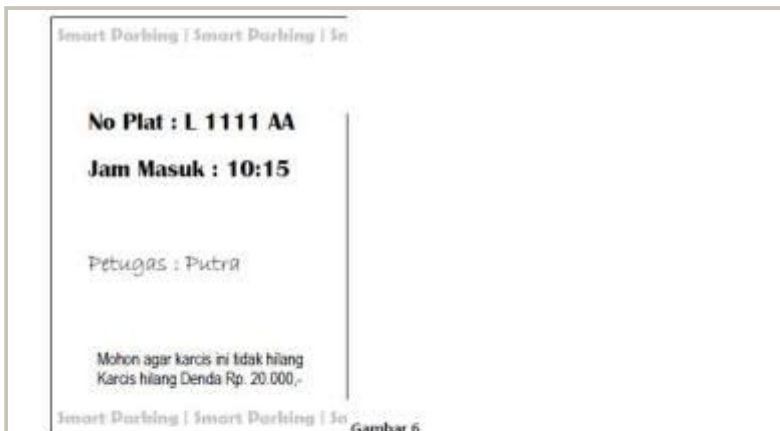 Smart Parking | Smart Parking | Sm
No Plat : L 1111 AA
Jam Masuk : 10:15
Petugas : Putra
Mohon agar karcis ini tidak hilang
Karcis hilang Denda Rp. 20.000,-
Smart Parking | Smart Parking | Sm
Gambar 6